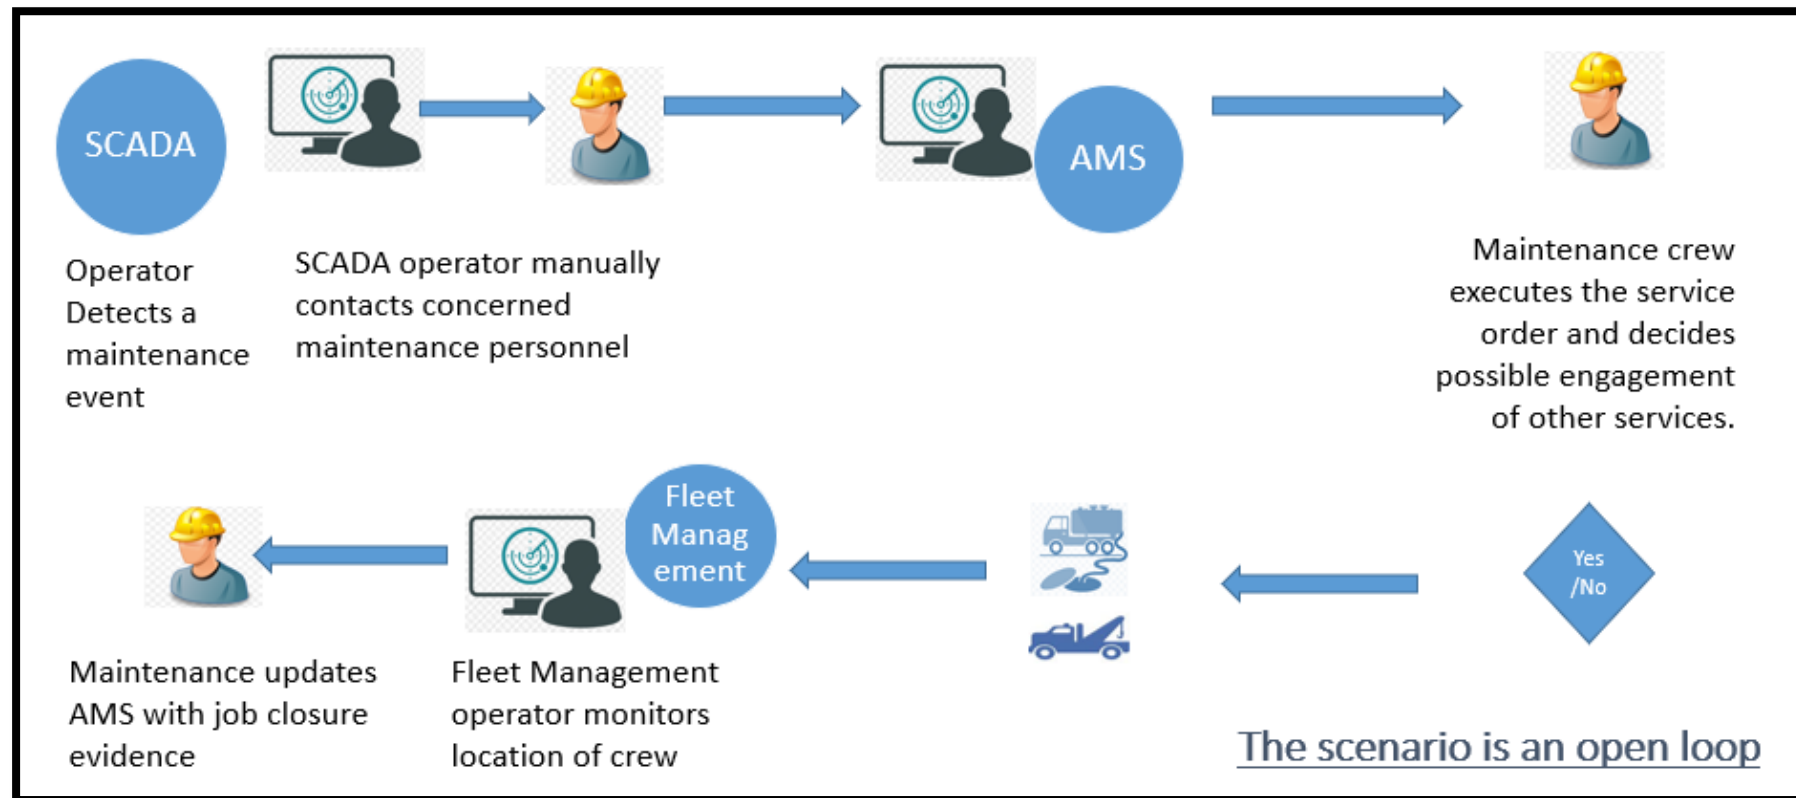 SCADA
AMS
Operator
Detects a
maintenance
event
SCADA operator manually
contacts concerned
maintenance personnel
Maintenance crew
executes the service
order and decides
possible engagement
of other services.
Fleet
Manag
ement
Yes
/No
Maintenance updates
AMS with job closure
evidence
Fleet Management
operator monitors
location of crew
The scenario is an open loop